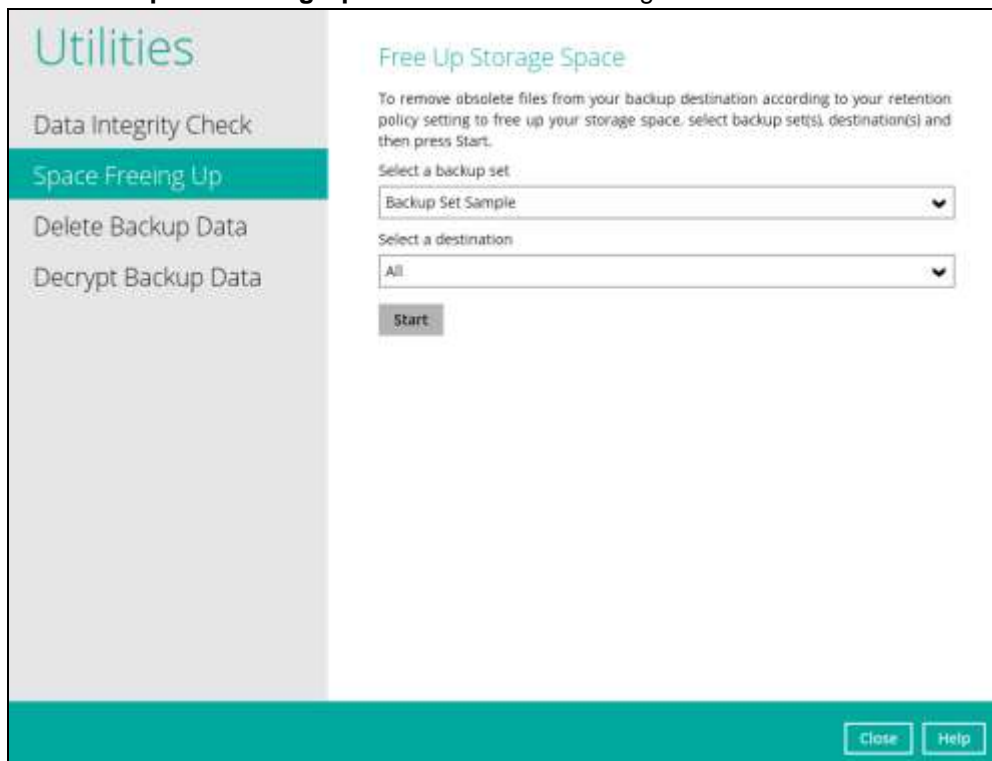 Utilities
Data Integrity Check
Space Freeing Up
Delete Backup Data
Decrypt Backup Data
Free Up Storage Space
To remove obsolete files from your backup destination according to your retention
policy setting to free up your storage space, select backup set(s), destination(s) and
then press Start.
Select a backup set
Backup Set Sample
Select a destination
All
Start
Close
Help